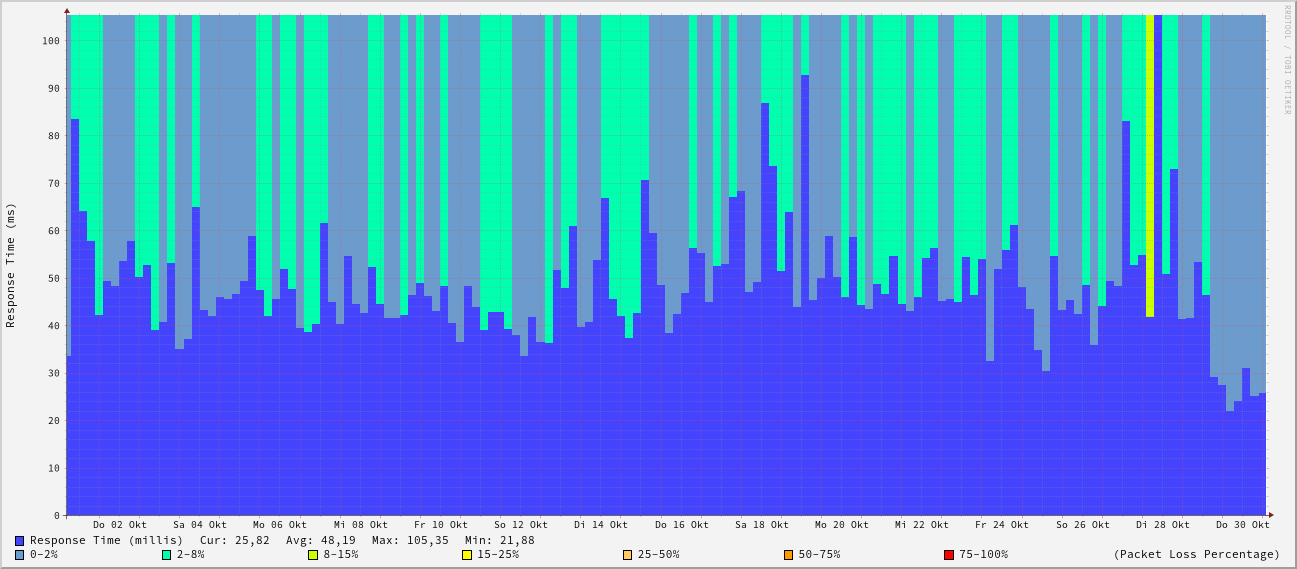 RRDTOOL / TOBI OETIKER
Response Time (ms)
100
90
80
70
60
50
40
30
20
10
0
Do 02 Okt Sa 04 Okt Mo 06 Okt Mi 08 Okt Fr 10 Okt So 12 Okt Di 14 Okt Do 16 Okt Sa 18 Okt Mo 20 Okt Mi 22 Okt Fr 24 Okt So 26 Okt Di 28 Okt Do 30 Okt
Response Time (millis) Cur: 25,82 Avg: 48,19 Max: 105,35 Min: 21,88
0-2% 2-8% 8-15% 15-25% 25-50% 50-75% 75-100% (Packet Loss Percentage)